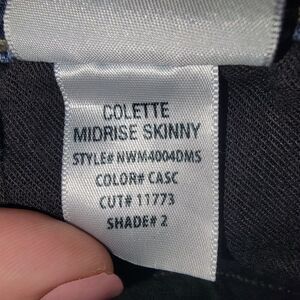 COLETTE
MIDRISE SKINNY
STYLE# NWM4004DMS
COLOR# CASC
CUT# 11773
SHADE# 2